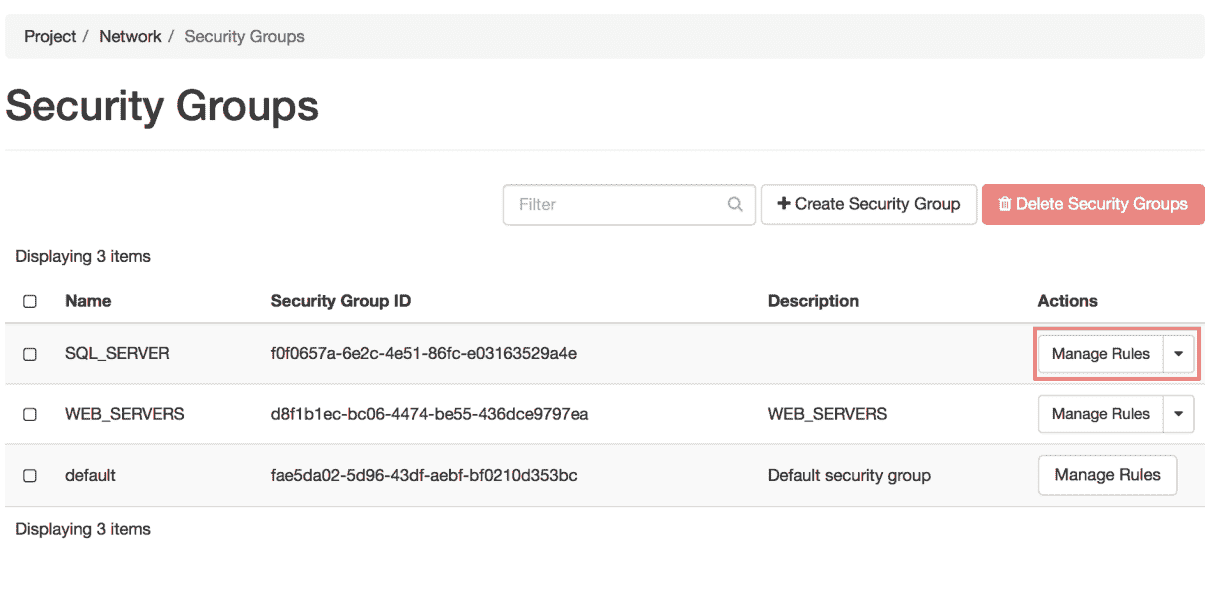 Project / Network / Security Groups
Security Groups
Filter + Create Security Group Delete Security Groups
Displaying 3 items
Name Security Group ID Description Actions
SQL_SERVER f0f0657a-6e2c-4e51-86fc-e03163529a4e Manage Rules
WEB_SERVERS d8f1b1ec-bc06-4474-be55-436dce9797ea WEB_SERVERS Manage Rules
default fae5da02-5d96-43df-aebf-bf0210d353bc Default security group Manage Rules
Displaying 3 items